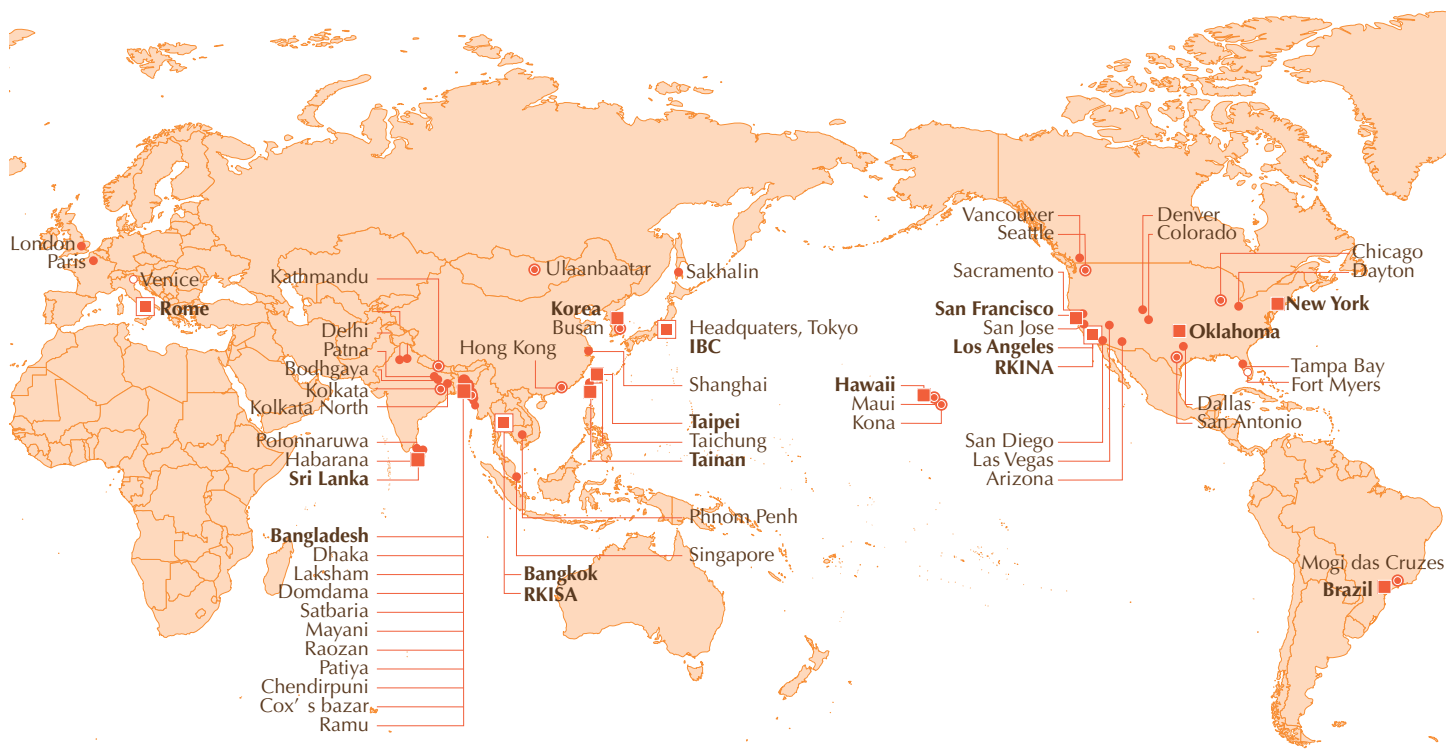 London
Paris
Venice
Rome
Kathmandu
Delhi
Patna
Bodhgaya
Kolkata
Kolkata North
Polonnaruwa
Habarana
Sri Lanka
Bangladesh
Dhaka
Laksham
Domdama
Satbaria
Mayani
Raozan
Patiya
Chendirpuni
Cox’ s bazar
Ramu
Ulaanbaatar
Sakhalin
Korea
Busan
Headquaters, Tokyo
IBC
Hong Kong
Shanghai
Taipei
Taichung
Tainan
Phnom Penh
Singapore
Bangkok
RKISA
Hawaii
Maui
Kona
Vancouver
Seattle
Sacramento
San Francisco
San Jose
Los Angeles
RKINA
San Diego
Las Vegas
Arizona
Denver
Colorado
Chicago
Dayton
New York
Oklahoma
Tampa Bay
Fort Myers
Dallas
San Antonio
Mogi das Cruzes
Brazil